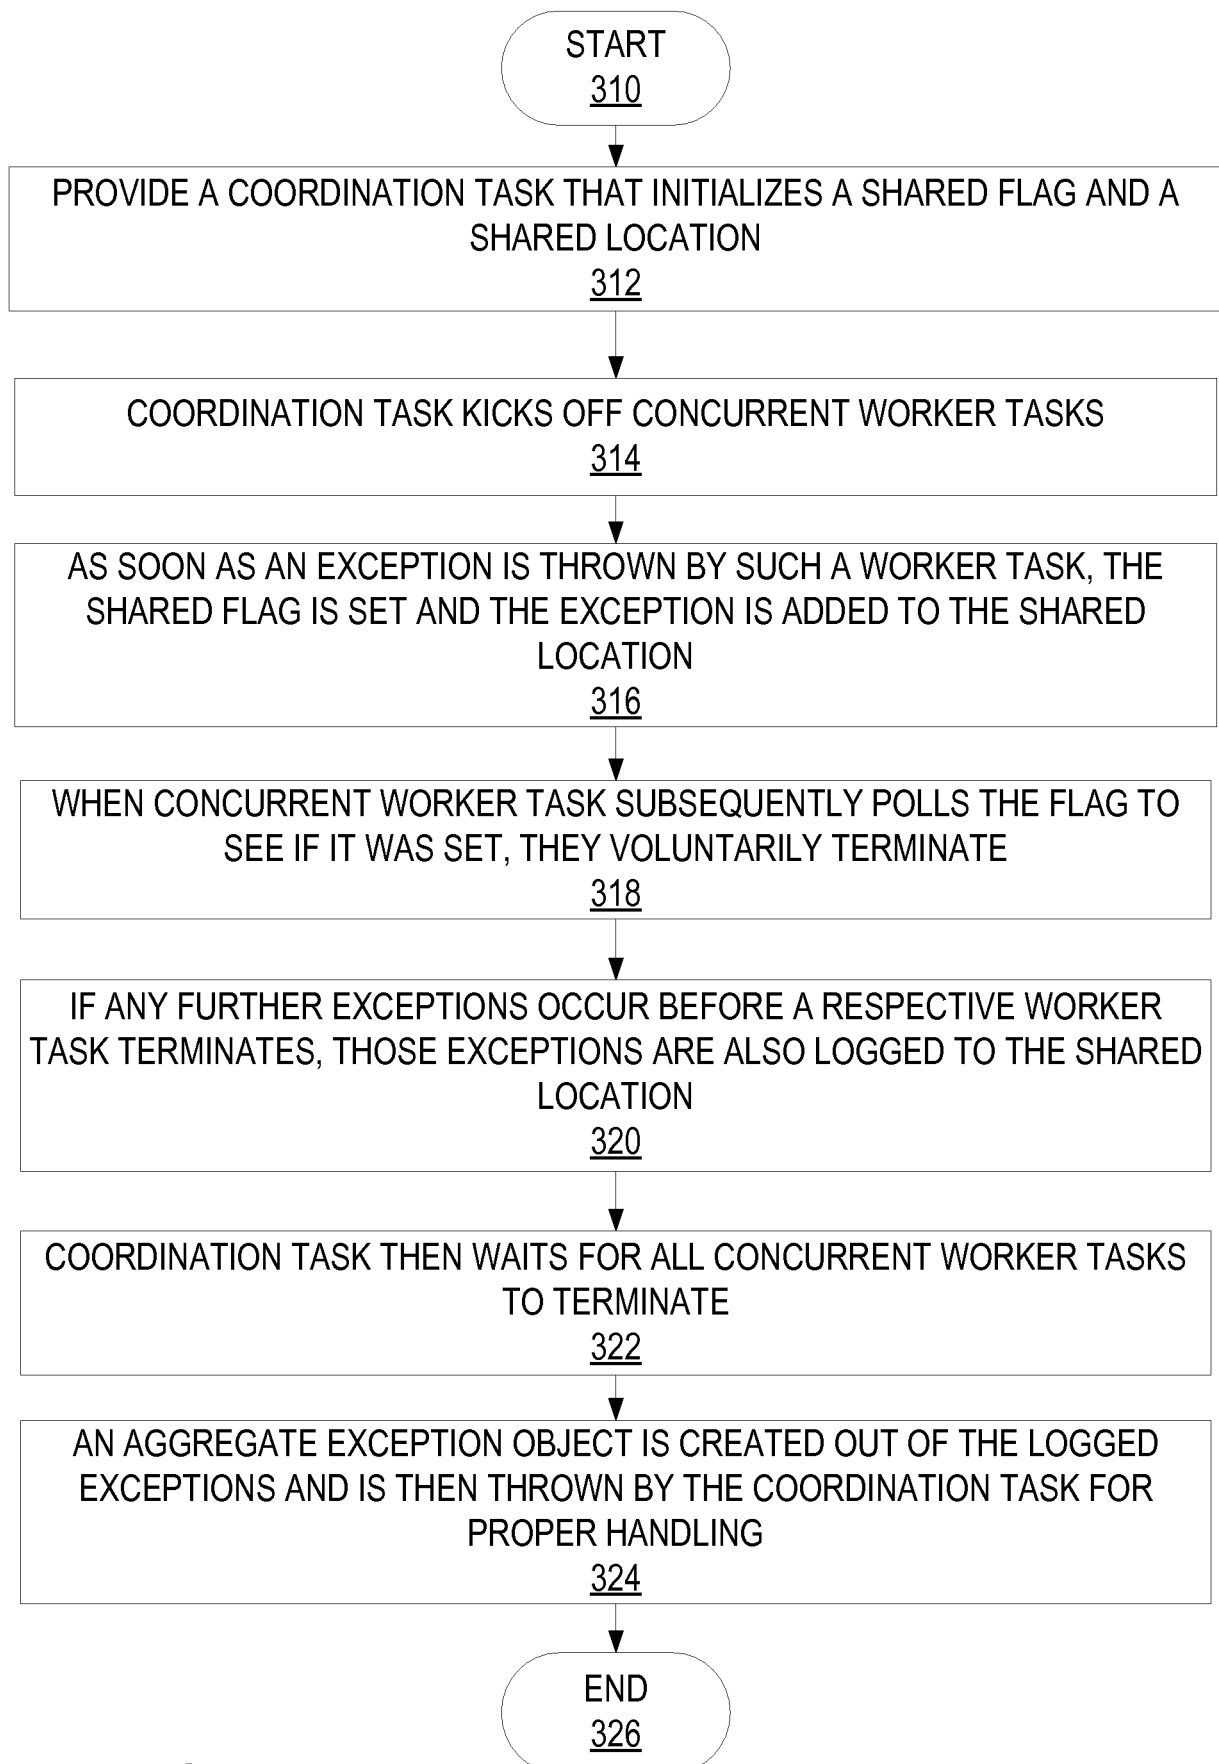 START
310
PROVIDE A COORDINATION TASK THAT INITIALIZES A SHARED FLAG AND A
SHARED LOCATION
312
COORDINATION TASK KICKS OFF CONCURRENT WORKER TASKS
314
AS SOON AS AN EXCEPTION IS THROWN BY SUCH A WORKER TASK, THE
SHARED FLAG IS SET AND THE EXCEPTION IS ADDED TO THE SHARED
LOCATION
316
WHEN CONCURRENT WORKER TASK SUBSEQUENTLY POLLS THE FLAG TO
SEE IF IT WAS SET, THEY VOLUNTARILY TERMINATE
318
IF ANY FURTHER EXCEPTIONS OCCUR BEFORE A RESPECTIVE WORKER
TASK TERMINATES, THOSE EXCEPTIONS ARE ALSO LOGGED TO THE SHARED
LOCATION
320
COORDINATION TASK THEN WAITS FOR ALL CONCURRENT WORKER TASKS
TO TERMINATE
322
AN AGGREGATE EXCEPTION OBJECT IS CREATED OUT OF THE LOGGED
EXCEPTIONS AND IS THEN THROWN BY THE COORDINATION TASK FOR
PROPER HANDLING
324
END
326